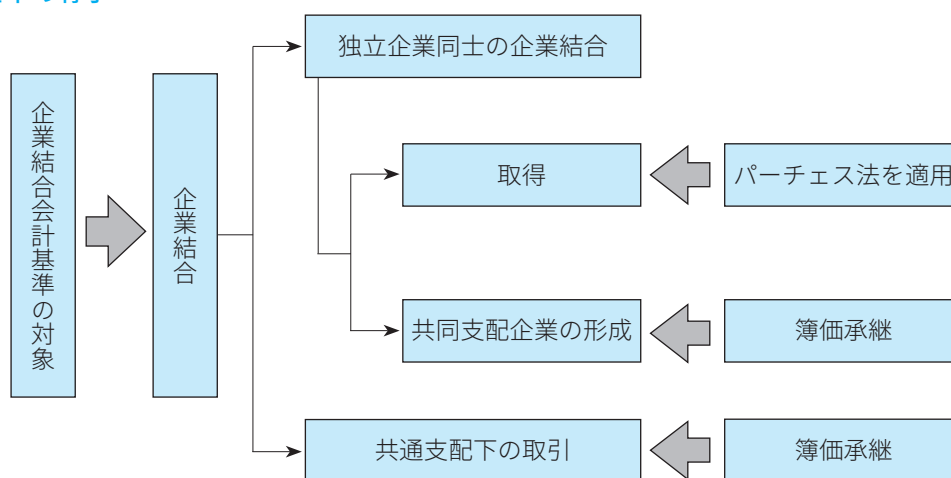 企業結合会計基準の対象
企業結合
独立企業同士の企業結合
取得
パーチェス法を適用
共同支配企業の形成
簿価承継
共通支配下の取引
簿価承継